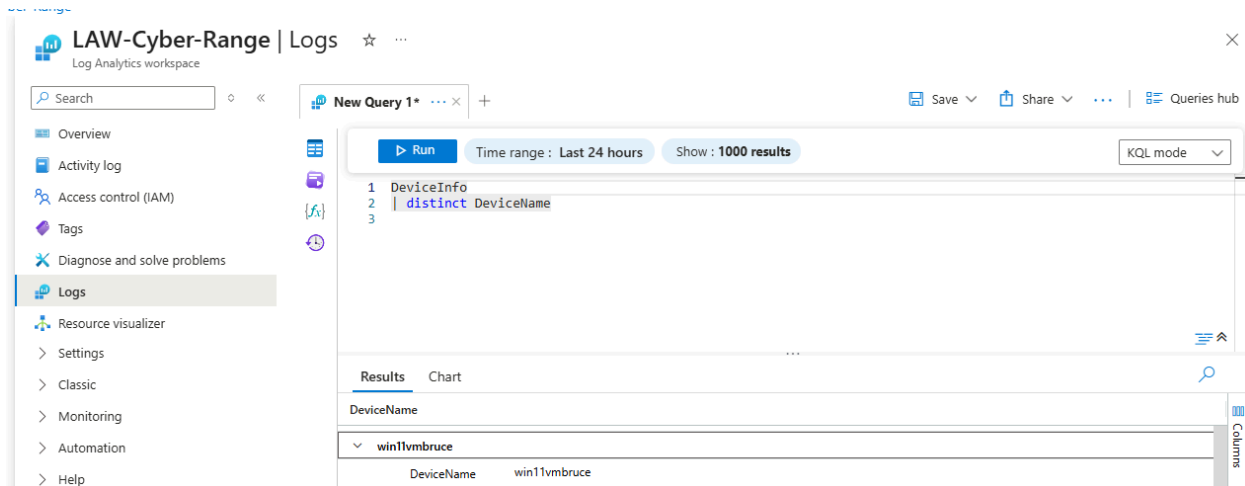 ber-Range
LAW-Cyber-Range | Logs
Log Analytics workspace
Search
Overview
Activity log
Access control (IAM)
Tags
Diagnose and solve problems
Logs
Resource visualizer
Settings
Classic
Monitoring
Automation
Help
New Query 1*
Save
Share
Queries hub
Run
Time range : Last 24 hours
Show : 1000 results
KQL mode
1 DeviceInfo
2 | distinct DeviceName
3
{fx}
Results Chart
DeviceName
win11vmbruce
DeviceName win11vmbruce
Columns